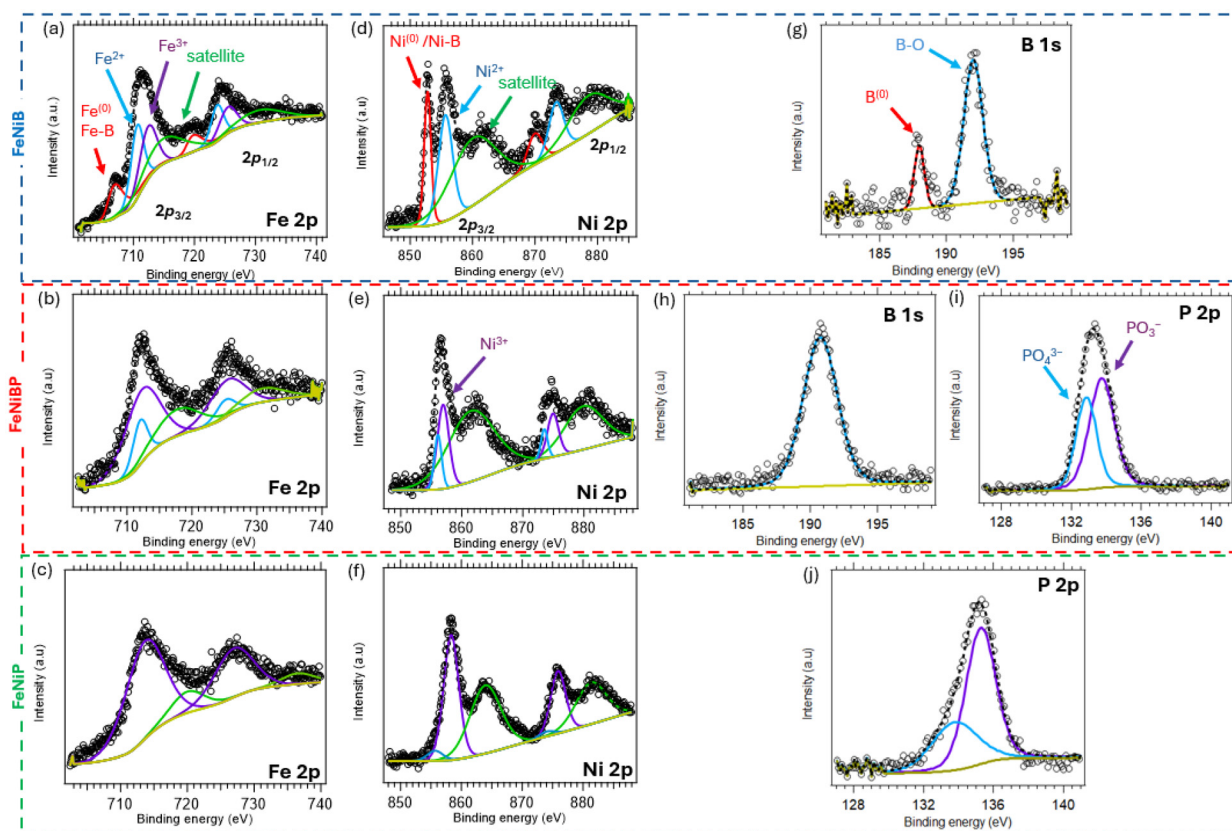 FeNiB
(a)
Fe²⁺
Fe³⁺
satellite
Fe⁽⁰⁾
Fe-B
2p₁/₂
2p₃/₂
Fe 2p
Intensity (a.u.)
710 720 730 740
Binding energy (eV)
(d)
Ni⁽⁰⁾ /Ni-B
Ni²⁺
satellite
2p₁/₂
2p₃/₂
Ni 2p
Intensity (a.u.)
850 860 870 880
Binding energy (eV)
(g)
B 1s
B-O
B⁽⁰⁾
Intensity (a.u.)
185 190 195
Binding energy (eV)
FeNiBP
(b)
Fe 2p
Intensity (a.u)
710 720 730 740
Binding energy (eV)
(e)
Ni³⁺
Ni 2p
Intensity (a.u)
850 860 870 880
Binding energy (eV)
(h)
B 1s
Intensity (a.u)
185 190 195
Binding energy (eV)
(i)
P 2p
PO₄³⁻
PO₃⁻
Intensity (a.u)
128 132 136 140
Binding energy (eV)
FeNiP
(c)
Fe 2p
Intensity (a.u)
710 720 730 740
Binding energy (eV)
(f)
Ni 2p
Intensity (a.u)
850 860 870 880
Binding energy (eV)
(j)
P 2p
Intensity (a.u)
128 132 136 140
Binding energy (eV)